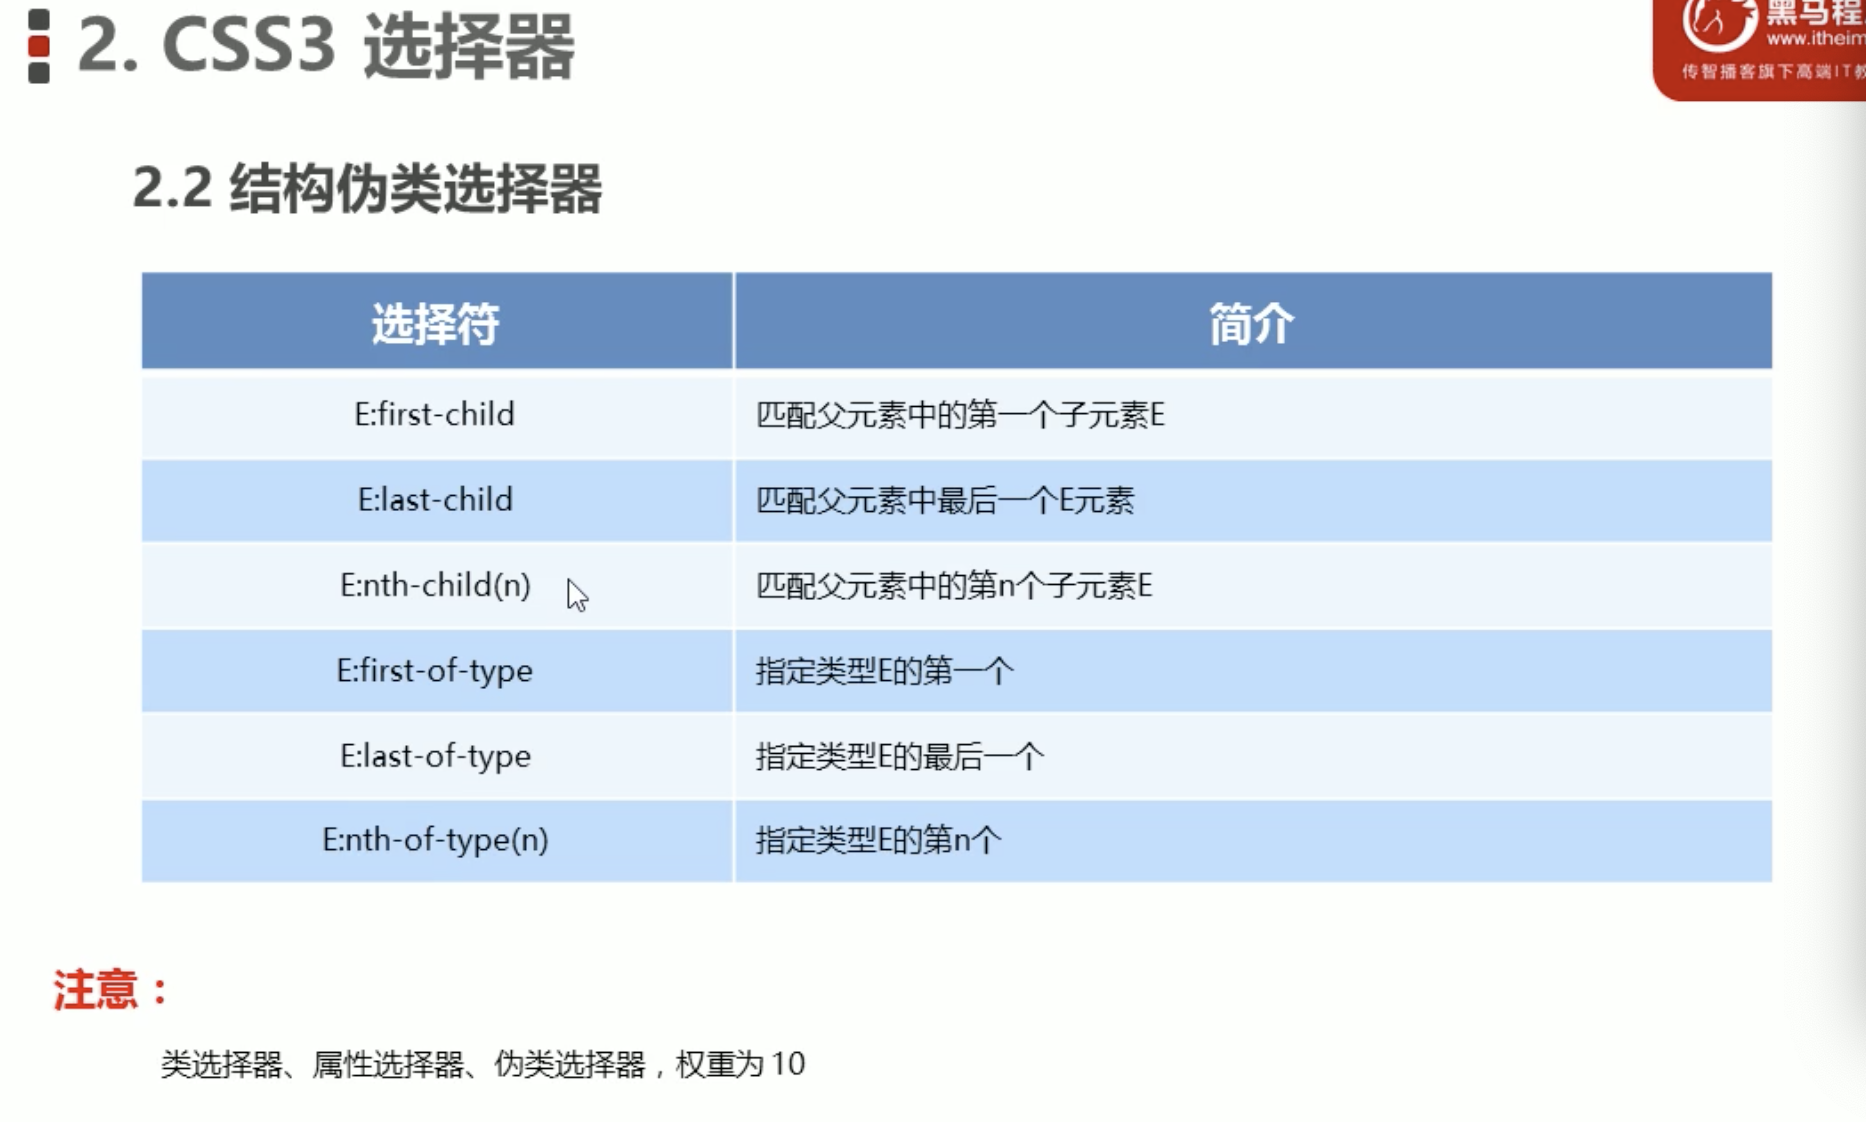 2. CSS3 选择器
黑马程
www.itheim
传智播客旗下高端IT教
2.2 结构伪类选择器
选择符 简介
E:first-child 匹配父元素中的第一个子元素E
E:last-child 匹配父元素中最后一个E元素
E:nth-child(n) 匹配父元素中的第n个子元素E
E:first-of-type 指定类型E的第一个
E:last-of-type 指定类型E的最后一个
E:nth-of-type(n) 指定类型E的第n个
注意：
类选择器、属性选择器、伪类选择器，权重为 10